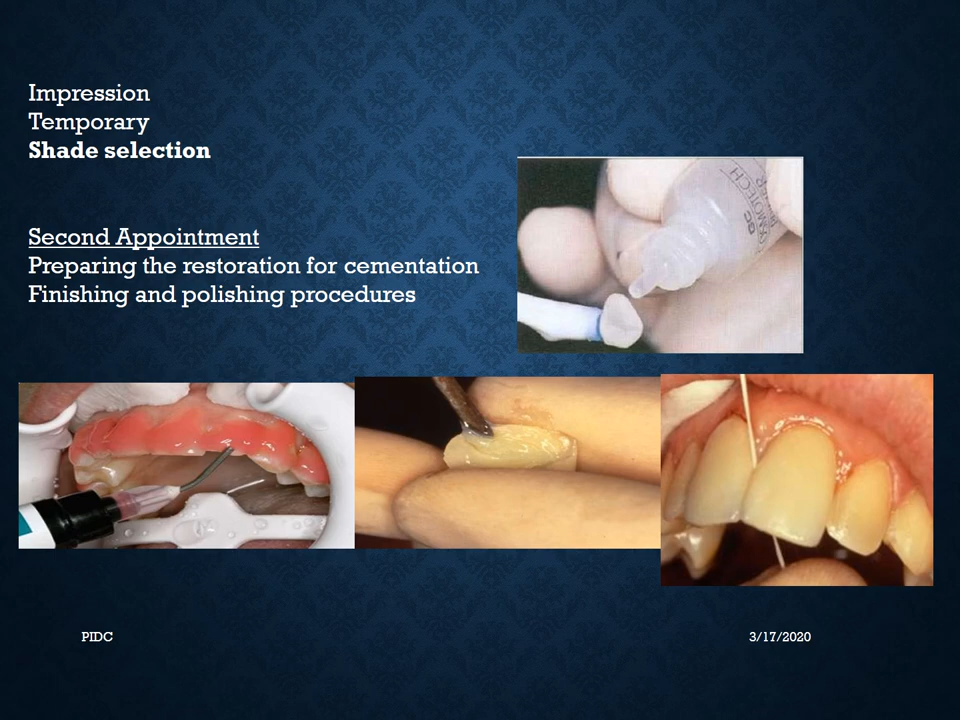 Impression
Temporary
Shade selection
Second Appointment
Preparing the restoration for cementation
Finishing and polishing procedures
GC
PIDC
3/17/2020